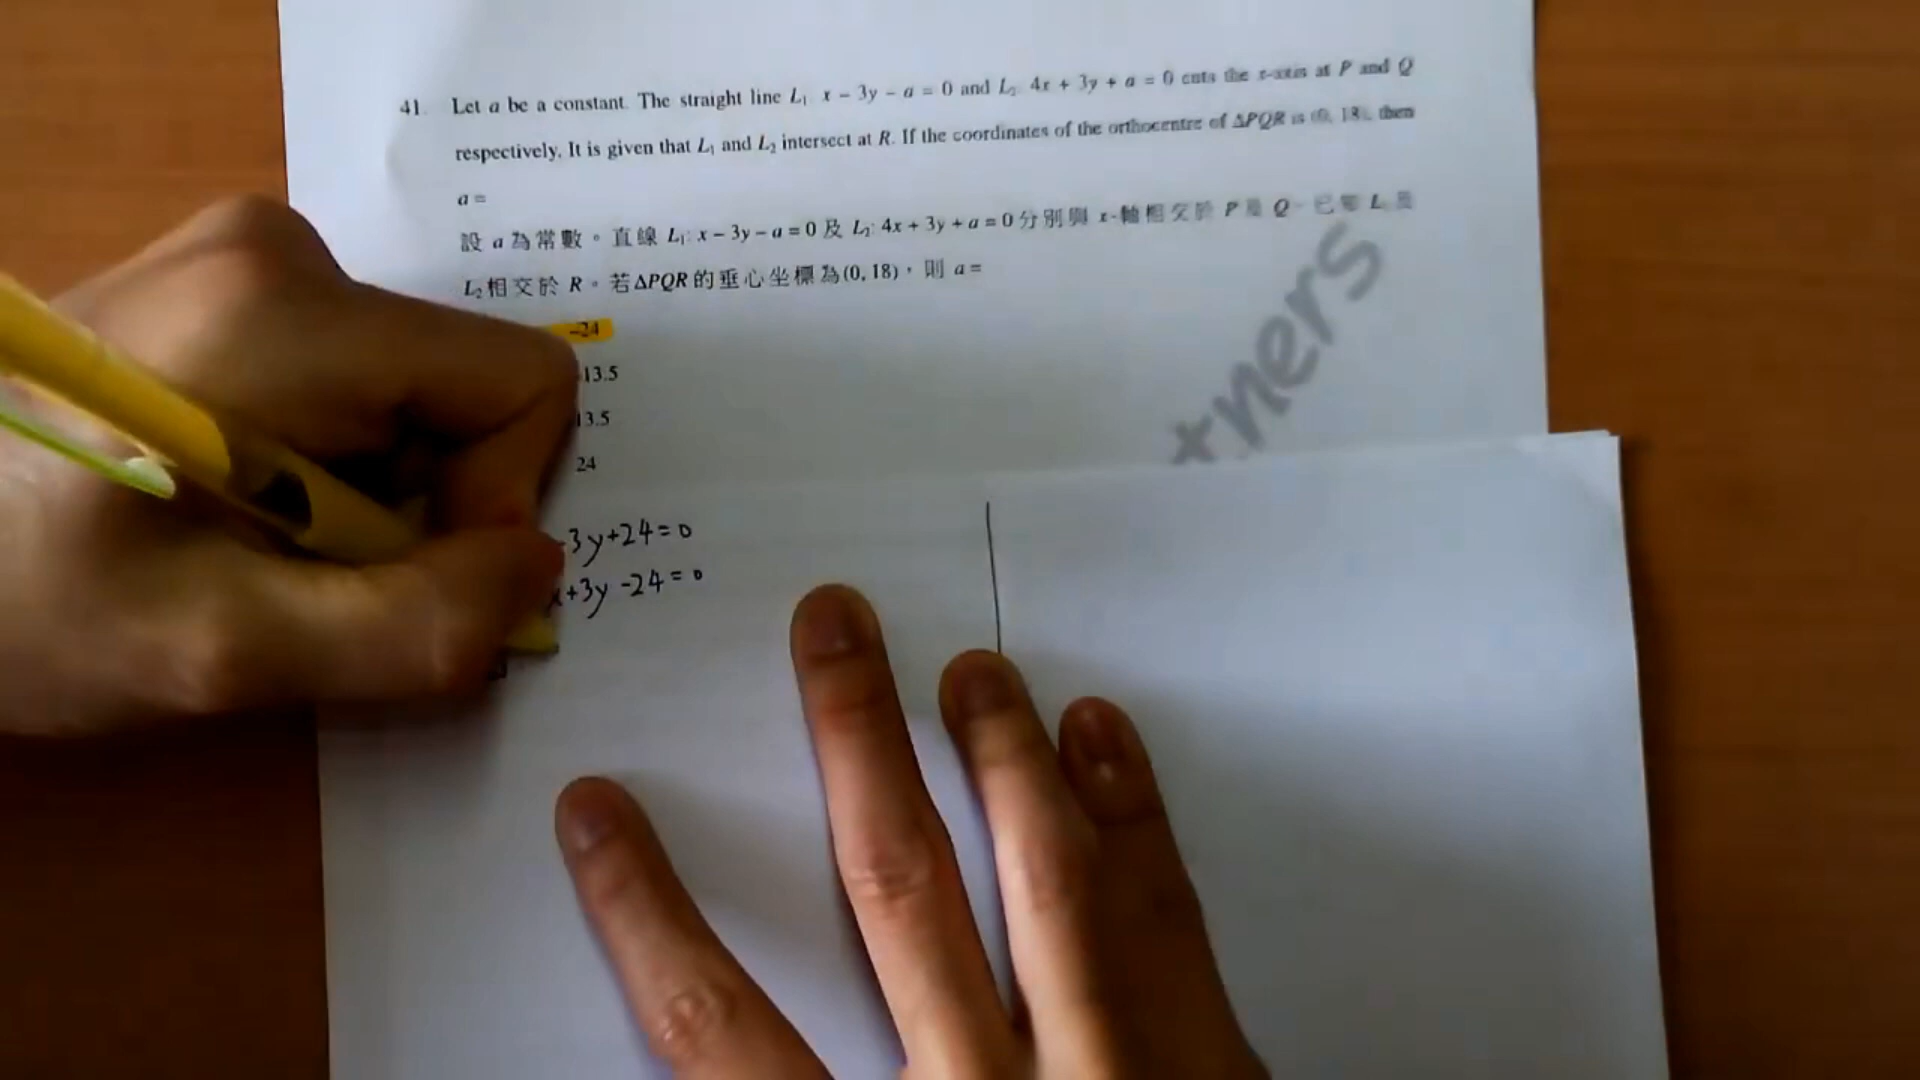 41. Let a be a constant. The straight line L₁: x − 3y − a = 0 and L₂: 4x + 3y + a = 0 cuts the x-axis at P and Q
respectively. It is given that L₁ and L₂ intersect at R. If the coordinates of the orthocentre of ΔPQR is (0, 18), then
a =
設 a 為常數。直線 L₁: x − 3y − a = 0 及 L₂: 4x + 3y + a = 0 分別與 x-軸相交於 P 及 Q。已知 L₁ 及
L₂ 相交於 R。若 ΔPQR 的垂心坐標為 (0, 18),則 a =
−24
13.5
13.5
24
-3y+24=0
x+3y-24=0
tners